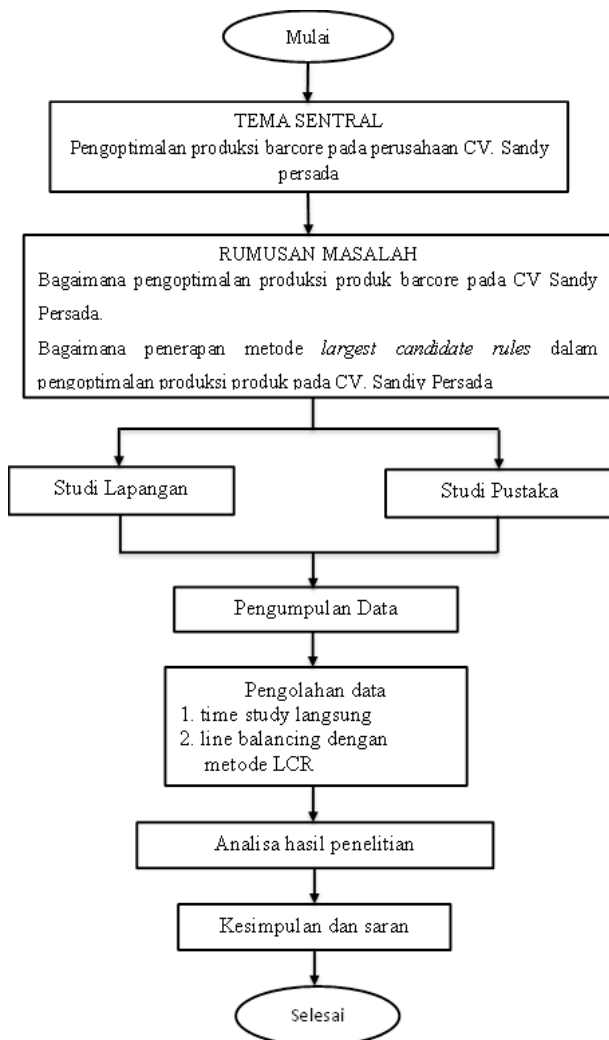 Mulai
TEMA SENTRAL
Pengoptimalan produksi barcore pada perusahaan CV. Sandy
persada
RUMUSAN MASALAH
Bagaimana pengoptimalan produksi produk barcore pada CV Sandy
Persada.
Bagaimana penerapan metode largest candidate rules dalam
pengoptimalan produksi produk pada CV. Sandiy Persada
Studi Lapangan
Studi Pustaka
Pengumpulan Data
Pengolahan data
1. time study langsung
2. line balancing dengan
metode LCR
Analisa hasil penelitian
Kesimpulan dan saran
Selesai